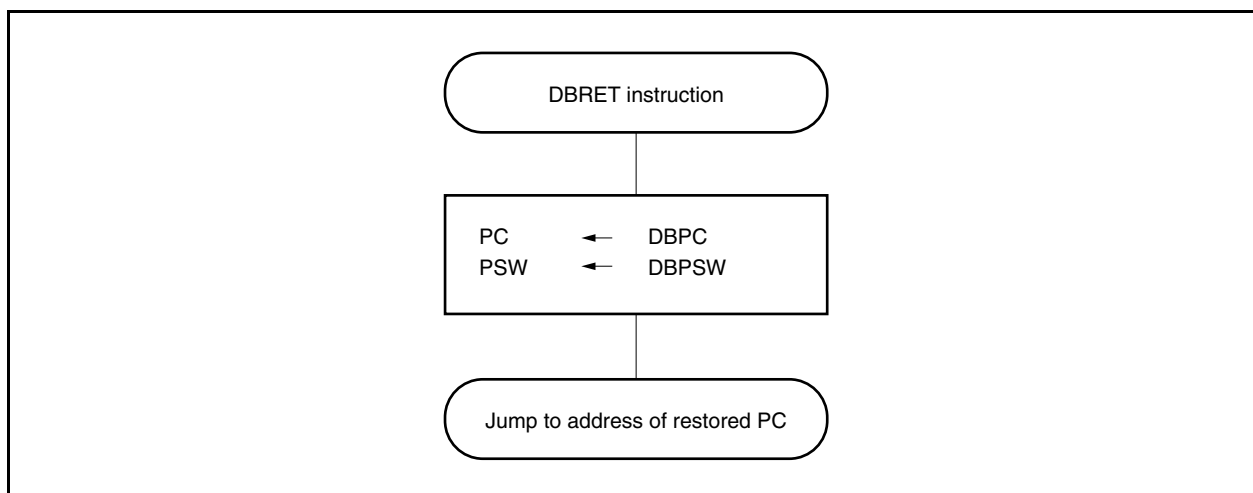 DBRET instruction
PC ← DBPC
PSW ← DBPSW
Jump to address of restored PC